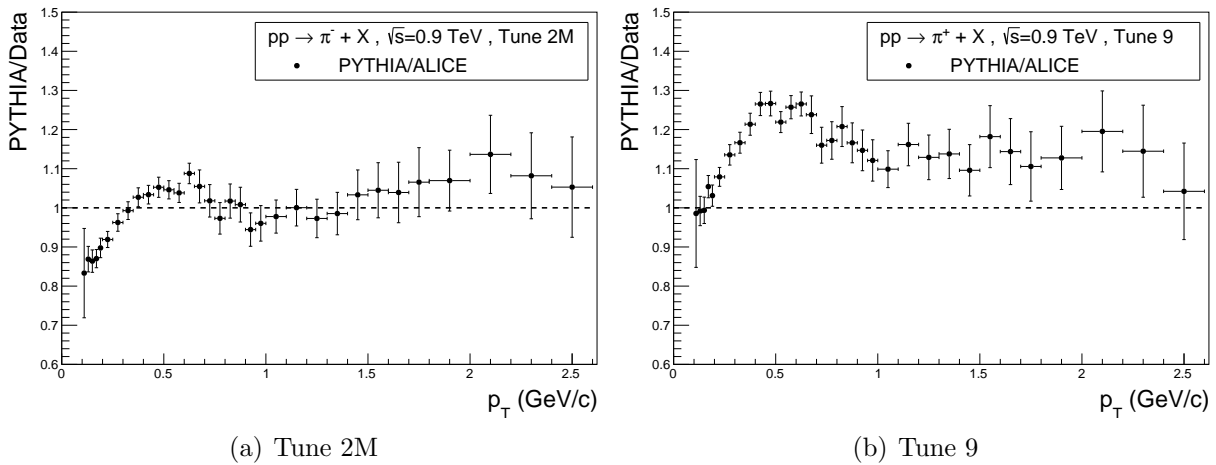 PYTHIA/Data
1.5
1.4
1.3
1.2
1.1
1
0.9
0.8
0.7
0.6
pp → π⁻ + X , √s=0.9 TeV , Tune 2M
PYTHIA/ALICE
0 0.5 1 1.5 2 2.5
p_T (GeV/c)
(a) Tune 2M
PYTHIA/Data
1.5
1.4
1.3
1.2
1.1
1
0.9
0.8
0.7
0.6
pp → π⁺ + X , √s=0.9 TeV , Tune 9
PYTHIA/ALICE
0 0.5 1 1.5 2 2.5
p_T (GeV/c)
(b) Tune 9